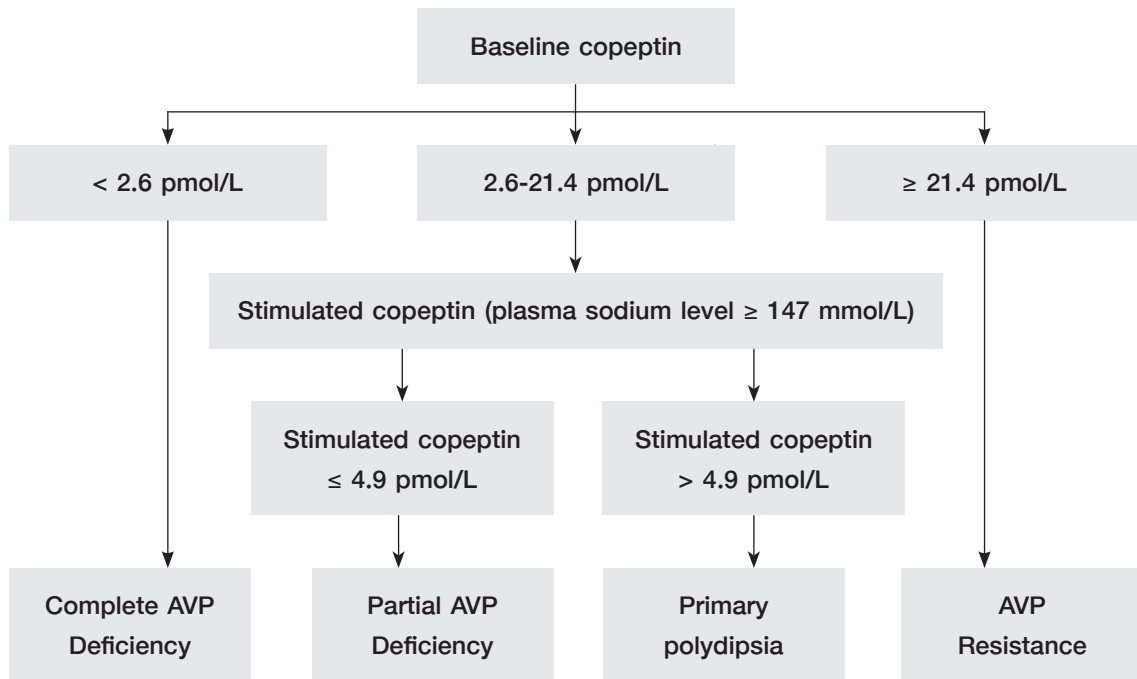 Baseline copeptin
< 2.6 pmol/L
2.6-21.4 pmol/L
≥ 21.4 pmol/L
Stimulated copeptin (plasma sodium level ≥ 147 mmol/L)
Stimulated copeptin
≤ 4.9 pmol/L
Stimulated copeptin
> 4.9 pmol/L
Complete AVP
Deficiency
Partial AVP
Deficiency
Primary
polydipsia
AVP
Resistance